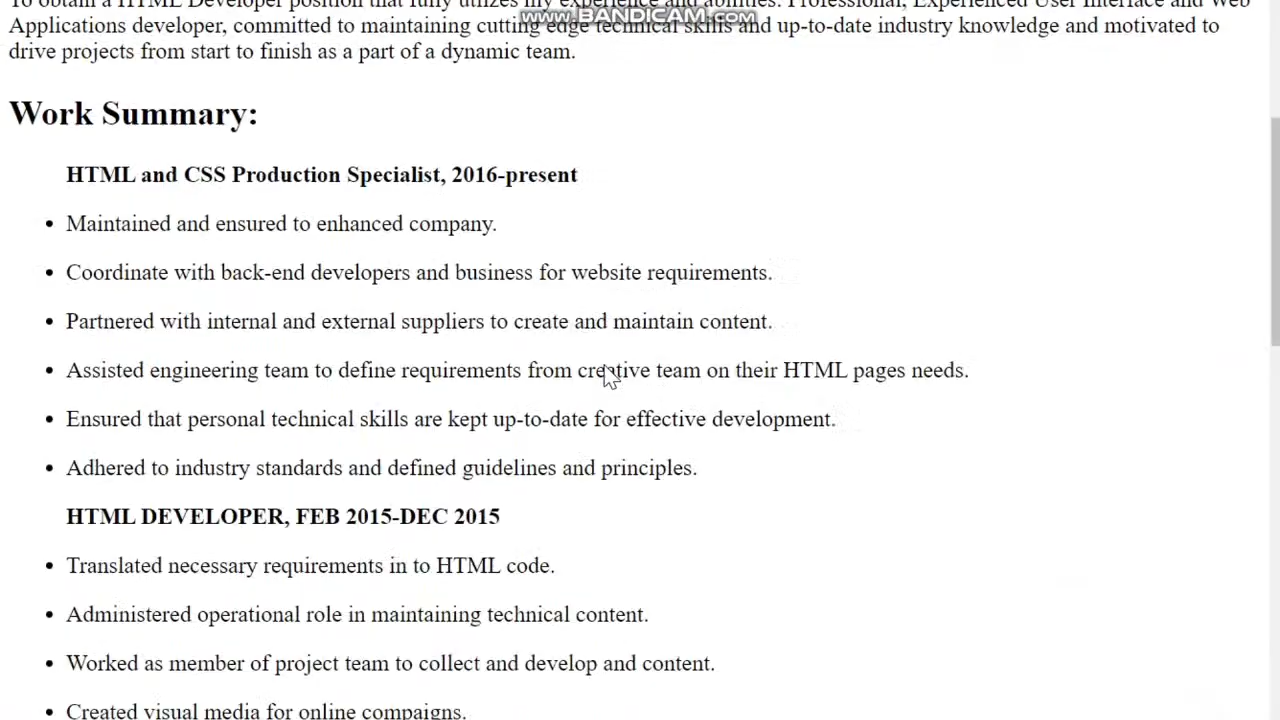 To obtain a HTML Developer position that fully utilizes my experience and abilities. Professional, Experienced User Interface and Web
www.BANDICAM.com
Applications developer, committed to maintaining cutting edge technical skills and up-to-date industry knowledge and motivated to
drive projects from start to finish as a part of a dynamic team.
Work Summary:
HTML and CSS Production Specialist, 2016-present
• Maintained and ensured to enhanced company.
• Coordinate with back-end developers and business for website requirements.
• Partnered with internal and external suppliers to create and maintain content.
• Assisted engineering team to define requirements from creative team on their HTML pages needs.
• Ensured that personal technical skills are kept up-to-date for effective development.
• Adhered to industry standards and defined guidelines and principles.
HTML DEVELOPER, FEB 2015-DEC 2015
• Translated necessary requirements in to HTML code.
• Administered operational role in maintaining technical content.
• Worked as member of project team to collect and develop and content.
• Created visual media for online campaigns.